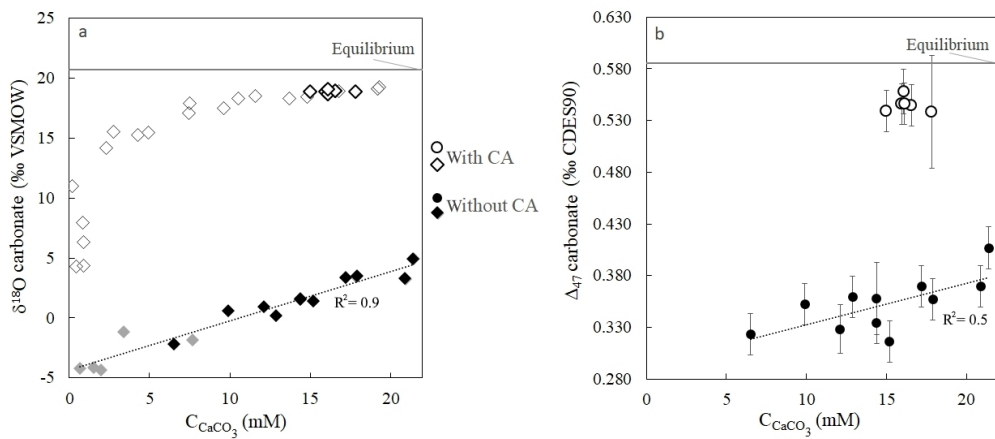 a
Equilibrium
25
20
15
10
5
0
-5
δ¹⁸O carbonate (‰ VSMOW)
With CA
Without CA
R²= 0.9
0 5 10 15 20
C_CaCO₃ (mM)
b
Equilibrium
0.630
0.580
0.530
0.480
0.430
0.380
0.330
0.280
Δ₄₇ carbonate (‰ CDES90)
R²= 0.5
0 5 10 15 20
C_CaCO₃ (mM)